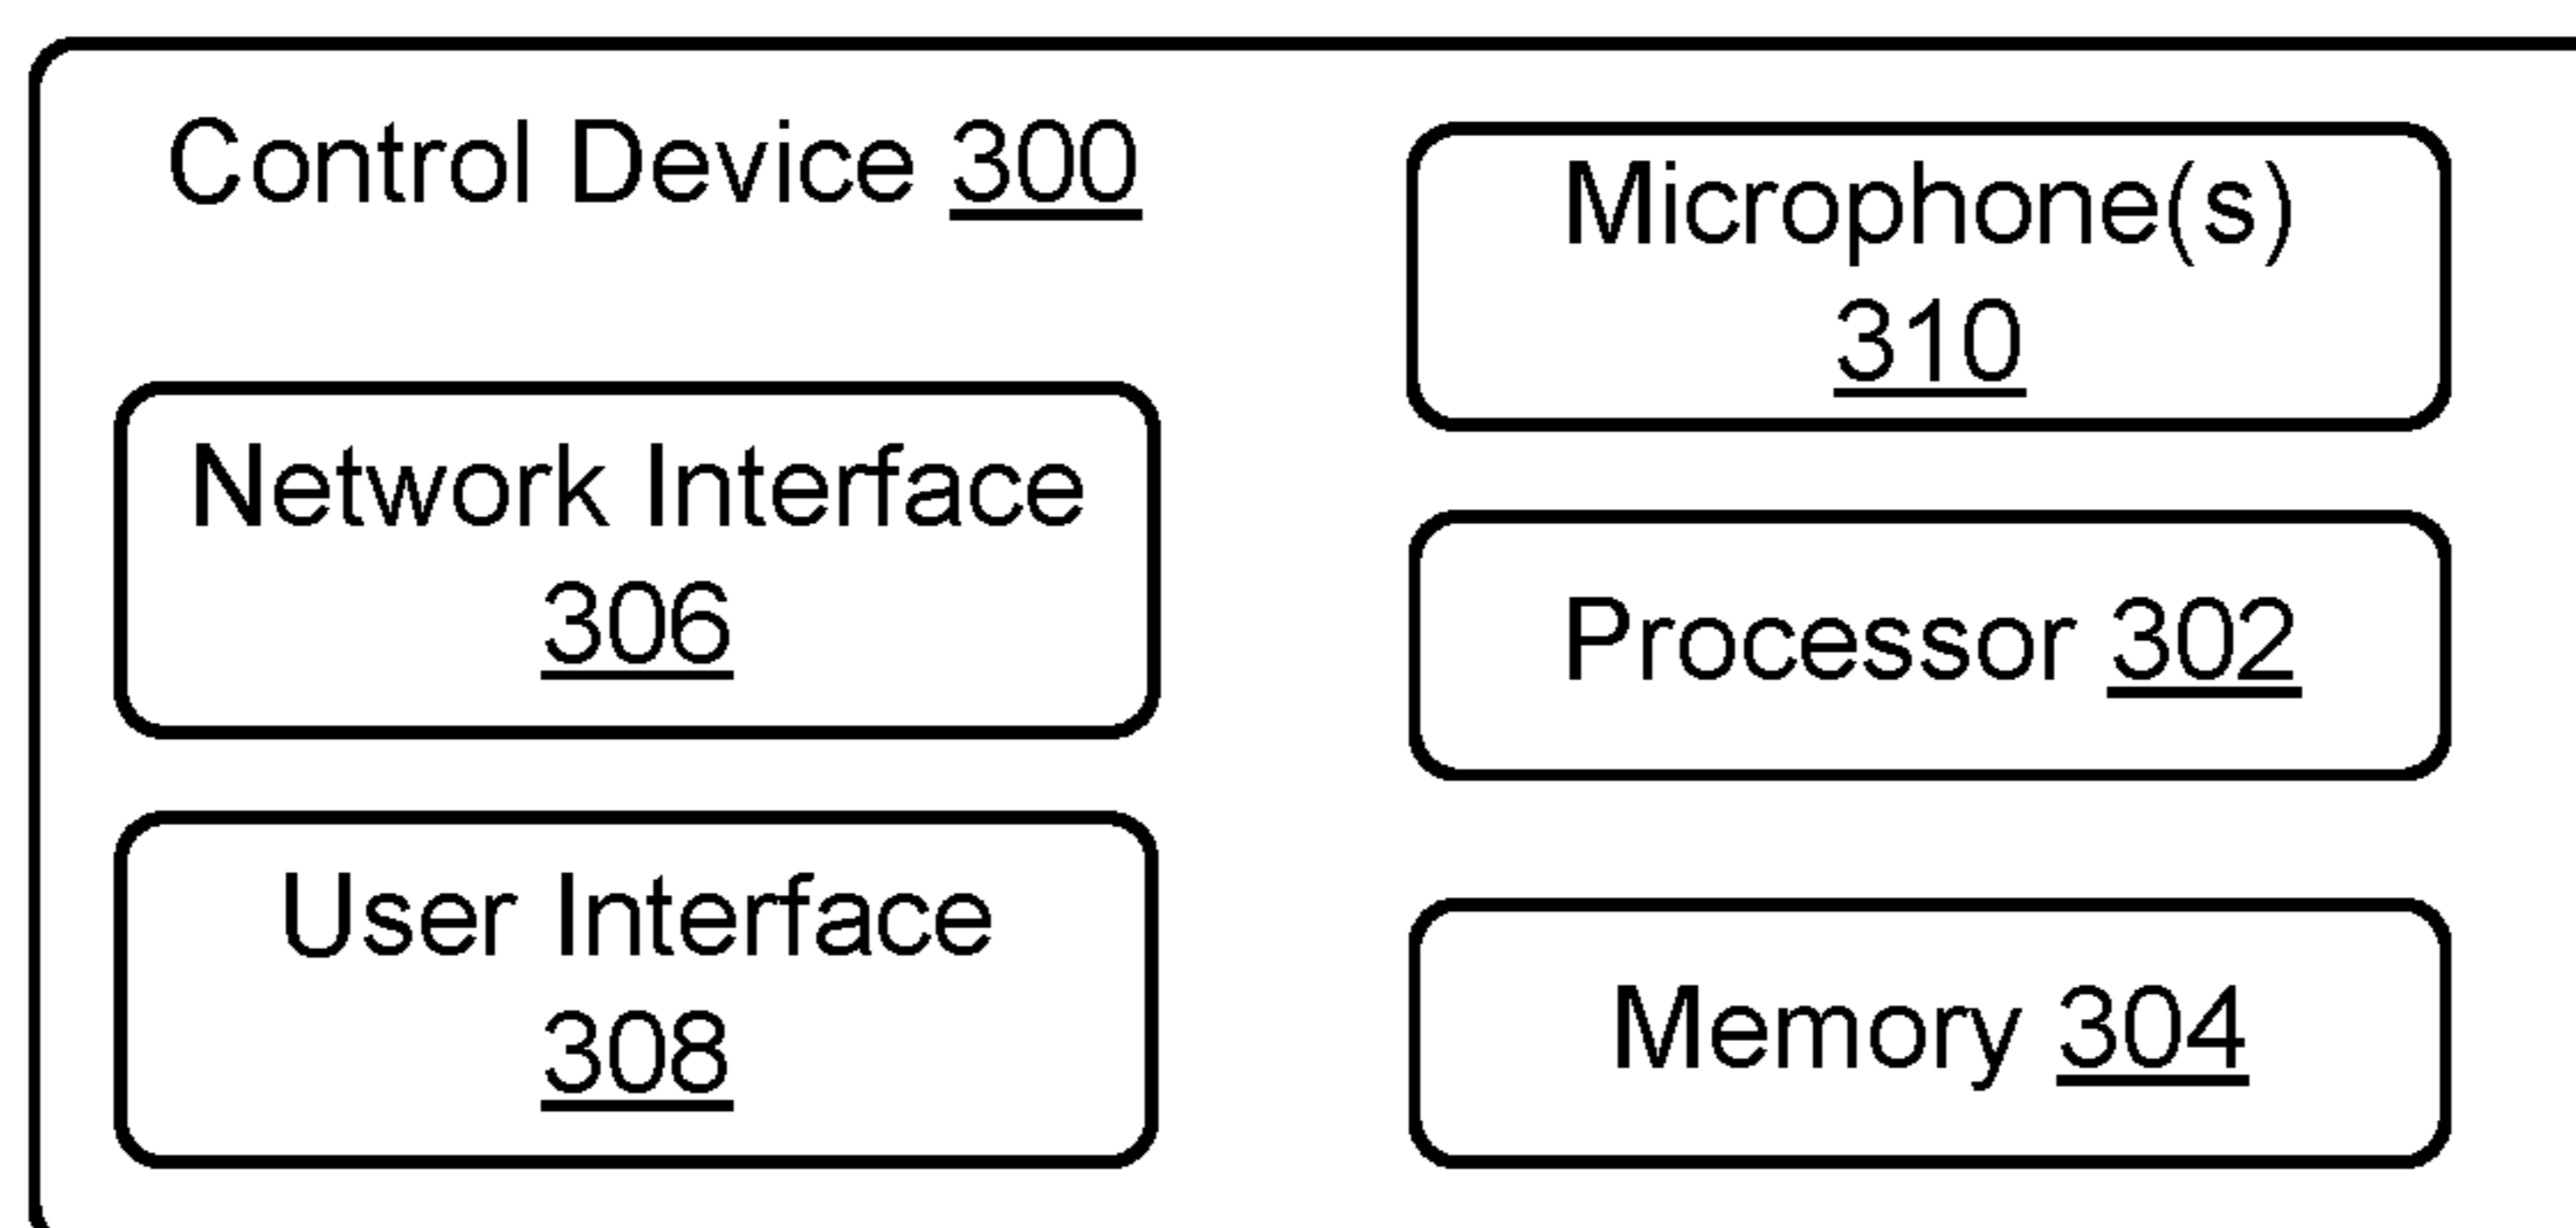 Control Device 300
Network Interface
306
User Interface
308
Microphone(s)
310
Processor 302
Memory 304